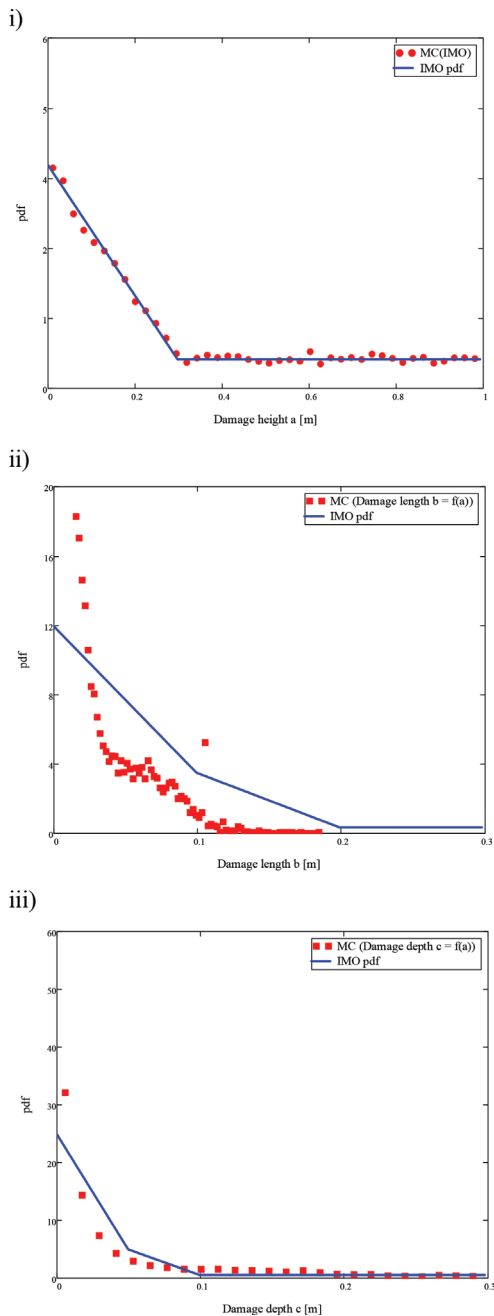 i)
6
5
4
2
1
0
pdf
MC(IMO)
IMO pdf
0
0.2
0.4
0.6
0.8
1
Damage height a [m]
ii)
20
16
12
8
4
0
pdf
MC (Damage length b = f(a))
IMO pdf
0
0.1
0.2
0.3
Damage length b [m]
iii)
60
50
40
30
20
10
0
pdf
MC (Damage depth c = f(a))
IMO pdf
0
0.1
0.2
0.3
Damage depth c [m]